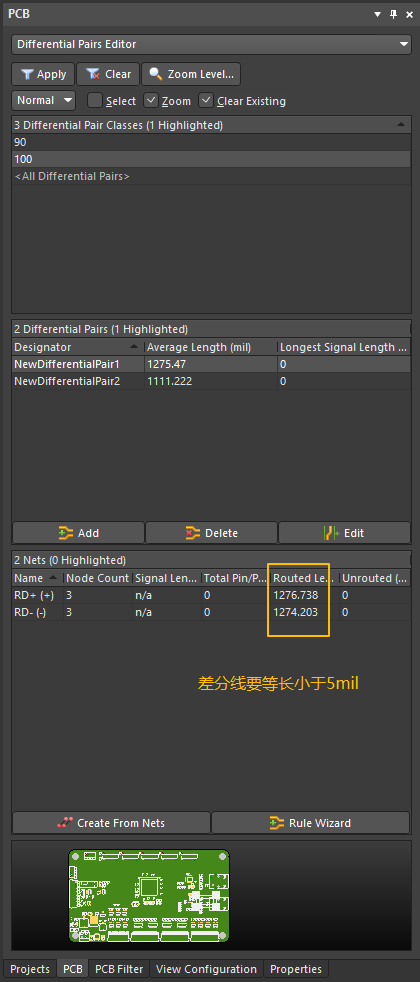 PCB
Differential Pairs Editor
Apply Clear Zoom Level...
Normal Select Zoom Clear Existing
3 Differential Pair Classes (1 Highlighted)
90
100
<All Differential Pairs>
2 Differential Pairs (1 Highlighted)
Designator Average Length (mil) Longest Signal Length ...
NewDifferentialPair1 1275.47 0
NewDifferentialPair2 1111.222 0
Add Delete Edit
2 Nets (0 Highlighted)
Name Node Count Signal Len... Total Pin/P... Routed Le... Unrouted (...
RD+ (+) 3 n/a 0 1276.738 0
RD- (-) 3 n/a 0 1274.203 0
差分线要等长小于5mil
Create From Nets Rule Wizard
Projects PCB PCB Filter View Configuration Properties